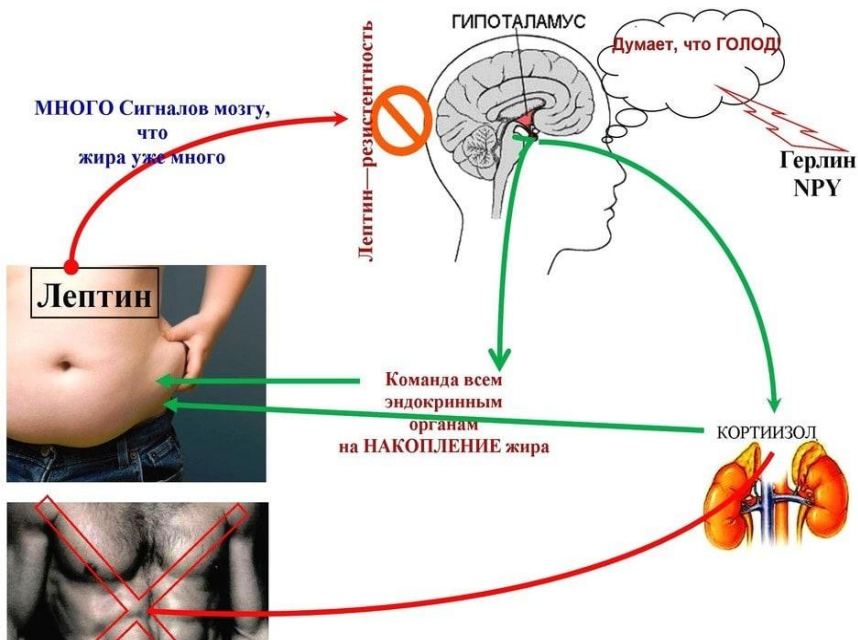 ГИПОТАЛАМУС
Думает, что ГОЛОД!
МНОГО Сигналов мозгу,
что
жира уже много
Лептин—резистентность
Герлин
NPY
Лептин
Команда всем
эндокринным
органам
на НАКОПЛЕНИЕ жира
КОРТИИЗОЛ